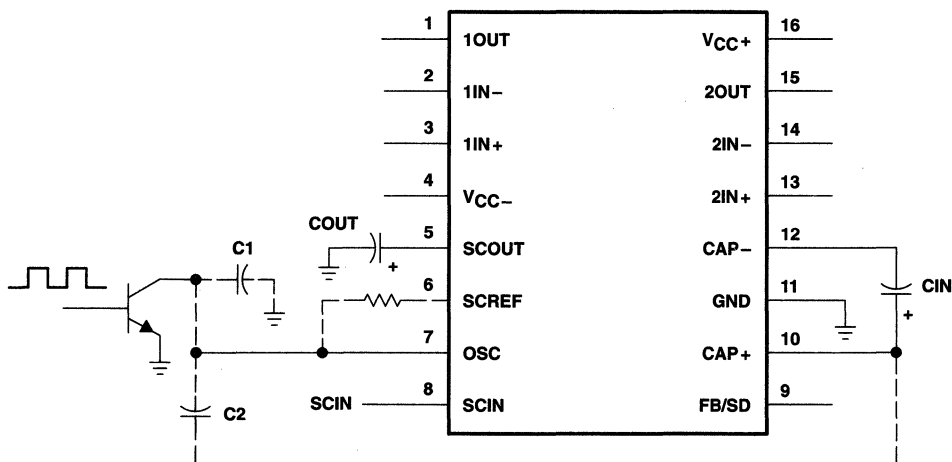 1 1OUT VCC+ 16
2 1IN− 2OUT 15
3 1IN+ 2IN− 14
4 VCC− 2IN+ 13
COUT + 5 SCOUT CAP− 12
C1 6 SCREF GND 11 CIN +
7 OSC CAP+ 10
C2 SCIN 8 SCIN FB/SD 9